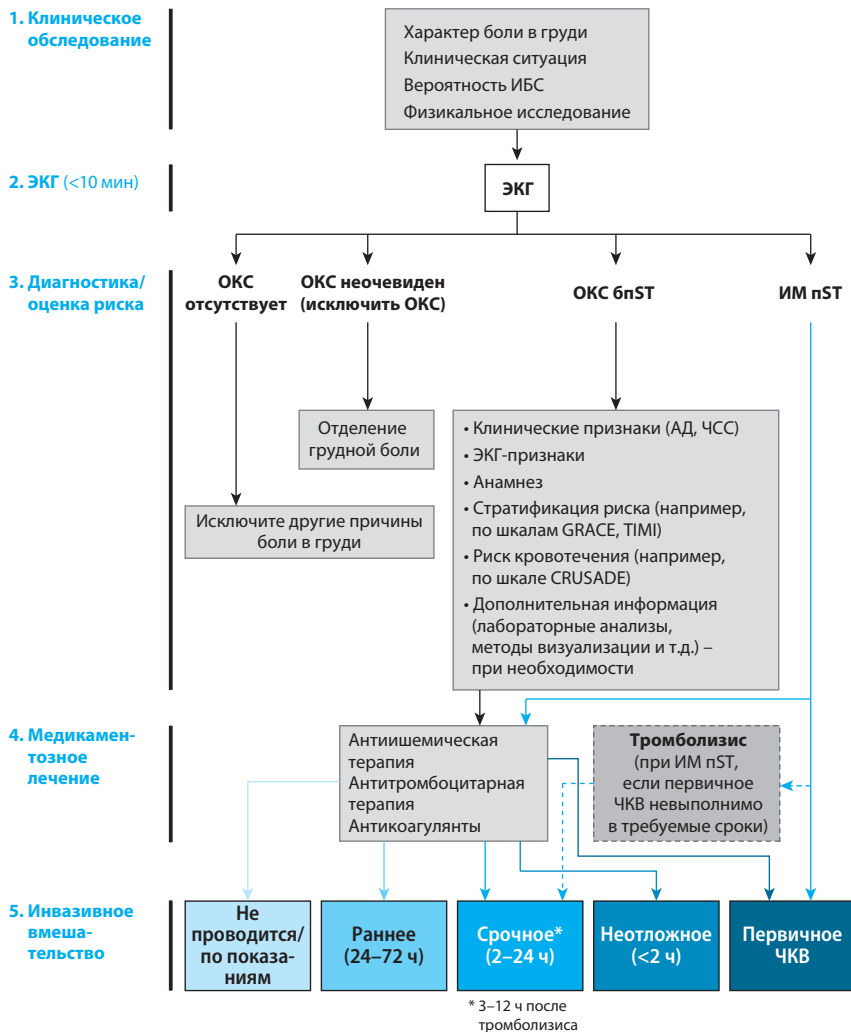 1. Клиническое
обследование
Характер боли в груди
Клиническая ситуация
Вероятность ИБС
Физикальное исследование
2. ЭКГ (<10 мин)
ЭКГ
3. Диагностика/
оценка риска
ОКС
отсутствует
ОКС неочевиден
(исключить ОКС)
ОКС бпST
ИМ пST
Отделение
грудной боли
Исключите другие причины
боли в груди
• Клинические признаки (АД, ЧСС)
• ЭКГ-признаки
• Анамнез
• Стратификация риска (например,
по шкалам GRACE, TIMI)
• Риск кровотечения (например,
по шкале CRUSADE)
• Дополнительная информация
(лабораторные анализы,
методы визуализации и т.д.) –
при необходимости
4. Медикамен-
тозное
лечение
Антиишемическая
терапия
Антитромбоцитарная
терапия
Антикоагулянты
Тромболизис
(при ИМ пST,
если первичное
ЧКВ невыполнимо
в требуемые сроки)
5. Инвазивное
вмеша-
тельство
Не
проводится/
по показа-
ниям
Раннее
(24–72 ч)
Срочное*
(2–24 ч)
Неотложное
(<2 ч)
Первичное
ЧКВ
* 3–12 ч после
тромболизиса